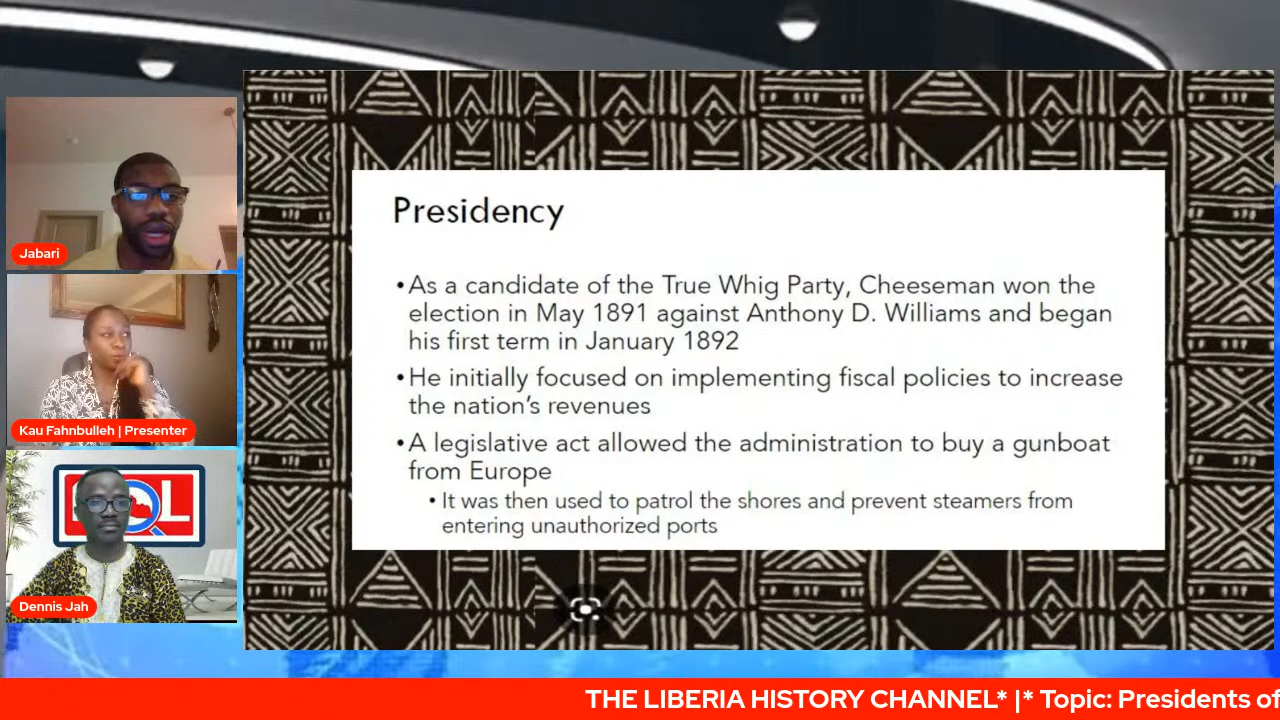 Jabari
Kau Fahnbulleh | Presenter
Dennis Jah
Presidency
•As a candidate of the True Whig Party, Cheeseman won the
election in May 1891 against Anthony D. Williams and began
his first term in January 1892
•He initially focused on implementing fiscal policies to increase
the nation’s revenues
•A legislative act allowed the administration to buy a gunboat
from Europe
•It was then used to patrol the shores and prevent steamers from
entering unauthorized ports
THE LIBERIA HISTORY CHANNEL* |* Topic: Presidents of